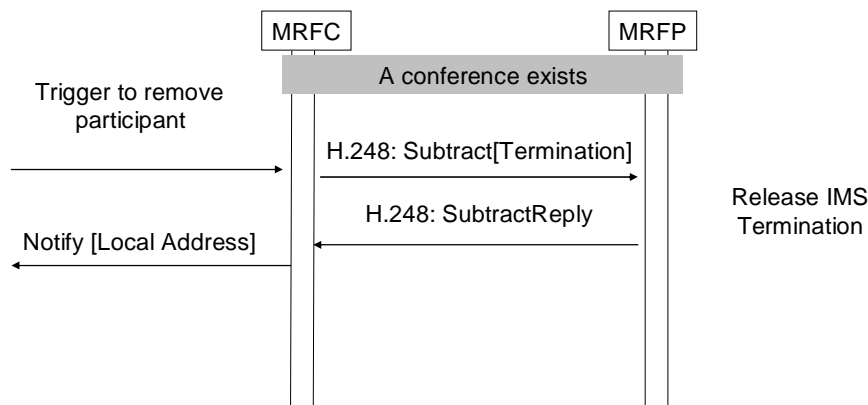 MRFC
MRFP
A conference exists
Trigger to remove
participant
H.248: Subtract[Termination]
Release IMS
Termination
H.248: SubtractReply
Notify [Local Address]